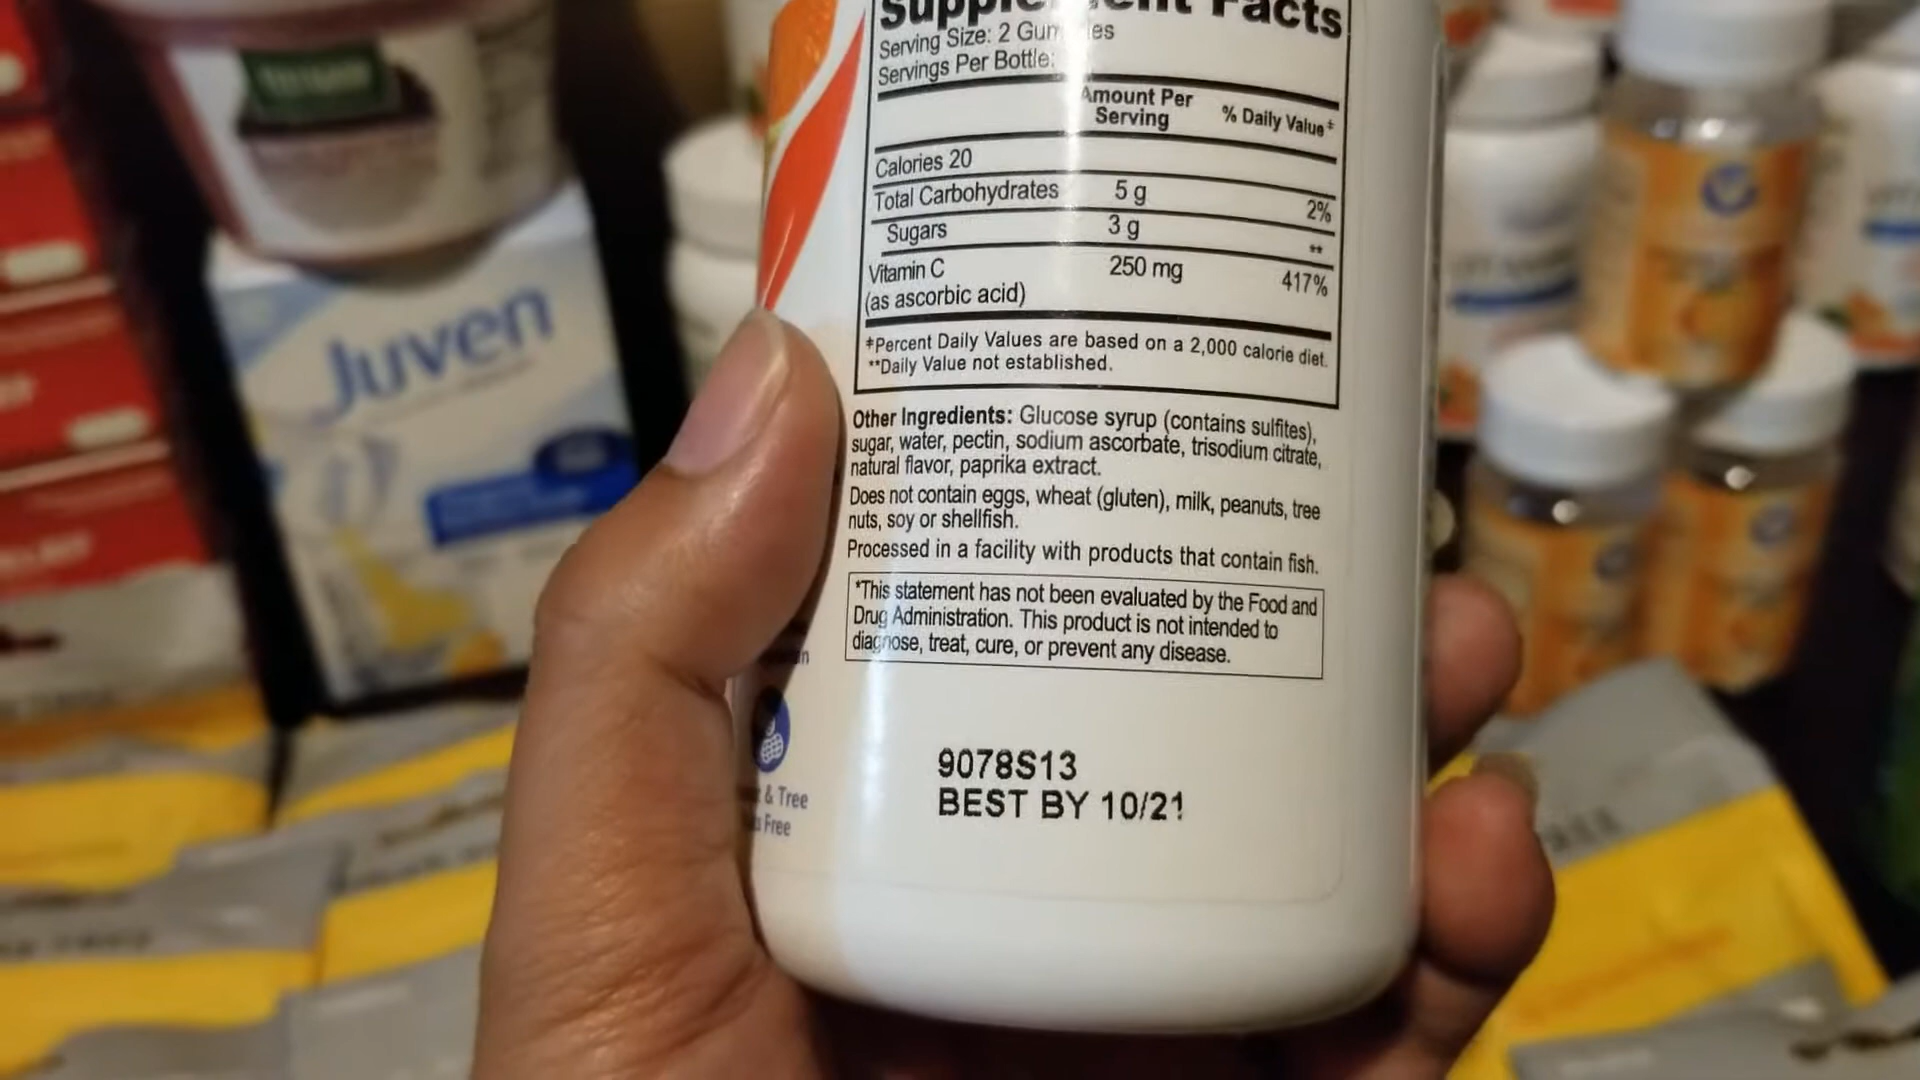 Supplement Facts
Serving Size: 2 Gummies
Servings Per Bottle:
Amount Per
Serving
% Daily Value‡
Calories 20
Total Carbohydrates 5 g 2%
Sugars 3 g **
Vitamin C 250 mg 417%
(as ascorbic acid)
‡Percent Daily Values are based on a 2,000 calorie diet.
**Daily Value not established.
Other Ingredients: Glucose syrup (contains sulfites),
sugar, water, pectin, sodium ascorbate, trisodium citrate,
natural flavor, paprika extract.
Does not contain eggs, wheat (gluten), milk, peanuts, tree
nuts, soy or shellfish.
Processed in a facility with products that contain fish.
*This statement has not been evaluated by the Food and
Drug Administration. This product is not intended to
diagnose, treat, cure, or prevent any disease.
9078S13
BEST BY 10/21
& Tree
Free
Juven